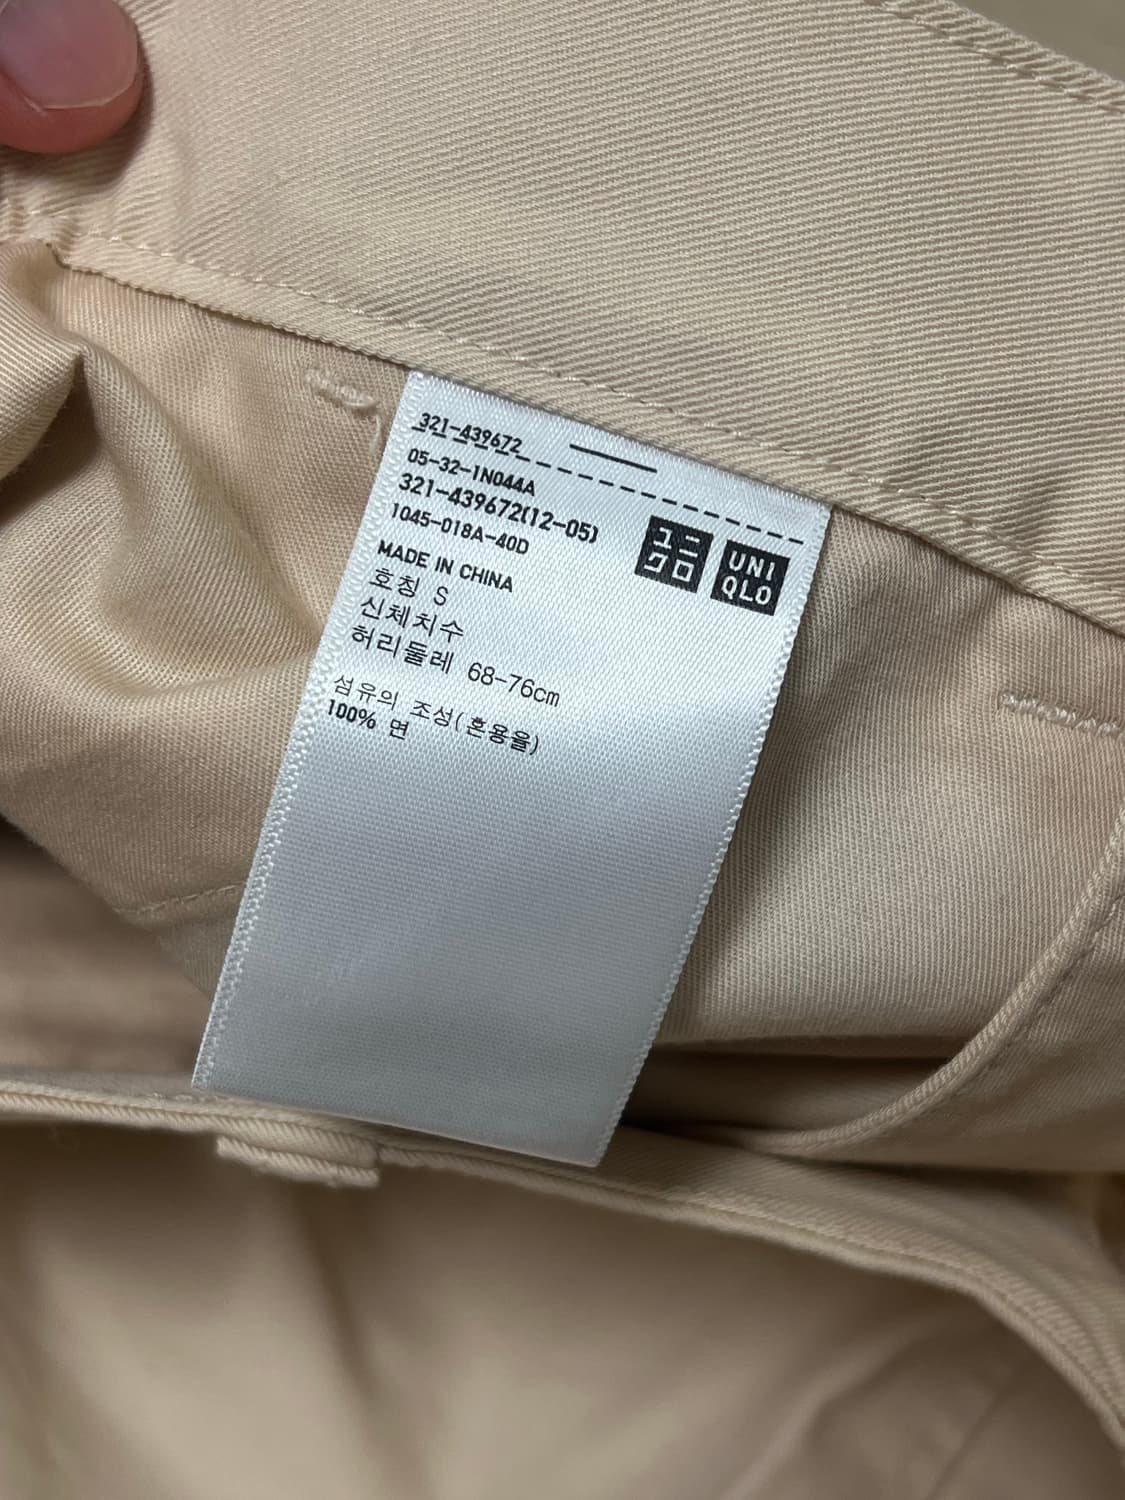 321-439672
05-32-1N044A
321-439672(12-05)
1045-018A-40D
MADE IN CHINA
호칭 S
신체치수
허리둘레 68-76cm
섬유의 조성(혼용율)
100% 면
ユニ
クロ
UNI
QLO